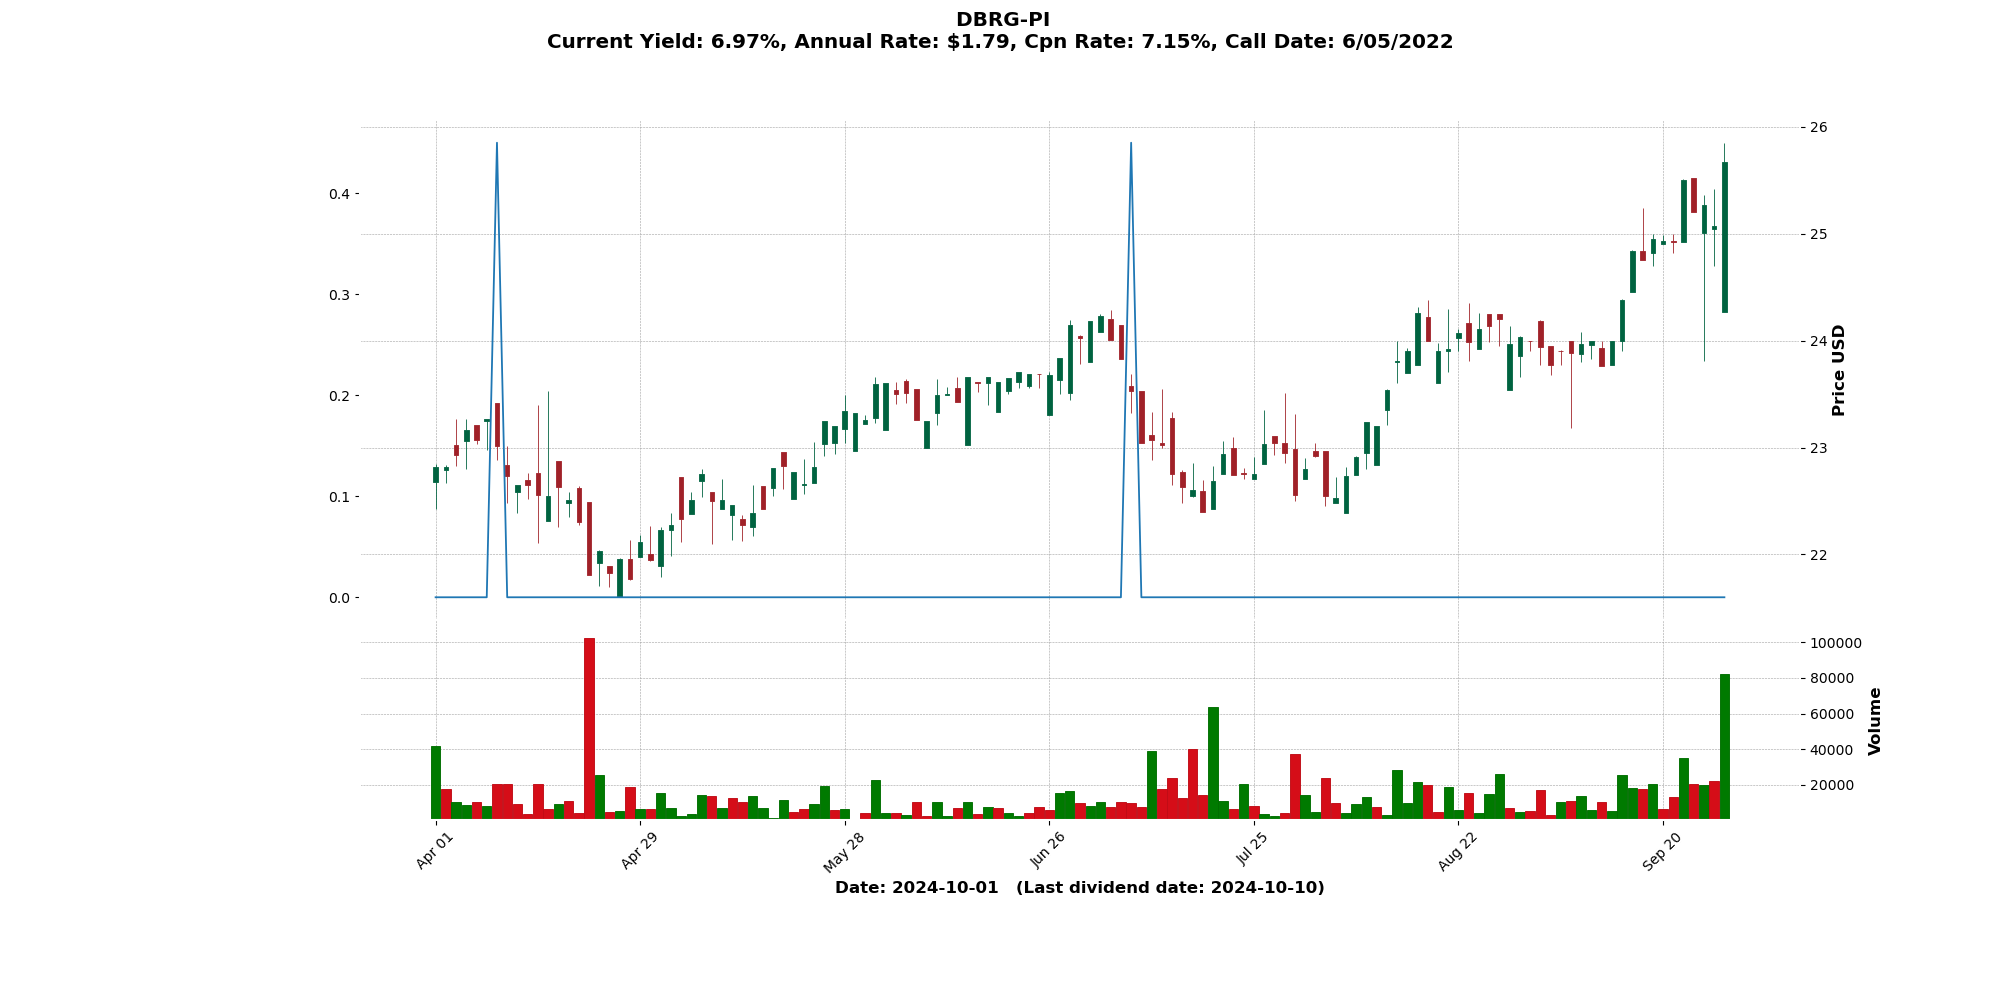 DBRG-PI
Current Yield: 6.97%, Annual Rate: $1.79, Cpn Rate: 7.15%, Call Date: 6/05/2022
0.4
0.3
0.2
0.1
0.0
26
25
24
23
22
Price USD
100000
80000
60000
40000
20000
Volume
Apr 01
Apr 29
May 28
Jun 26
Jul 25
Aug 22
Sep 20
Date: 2024-10-01 (Last dividend date: 2024-10-10)